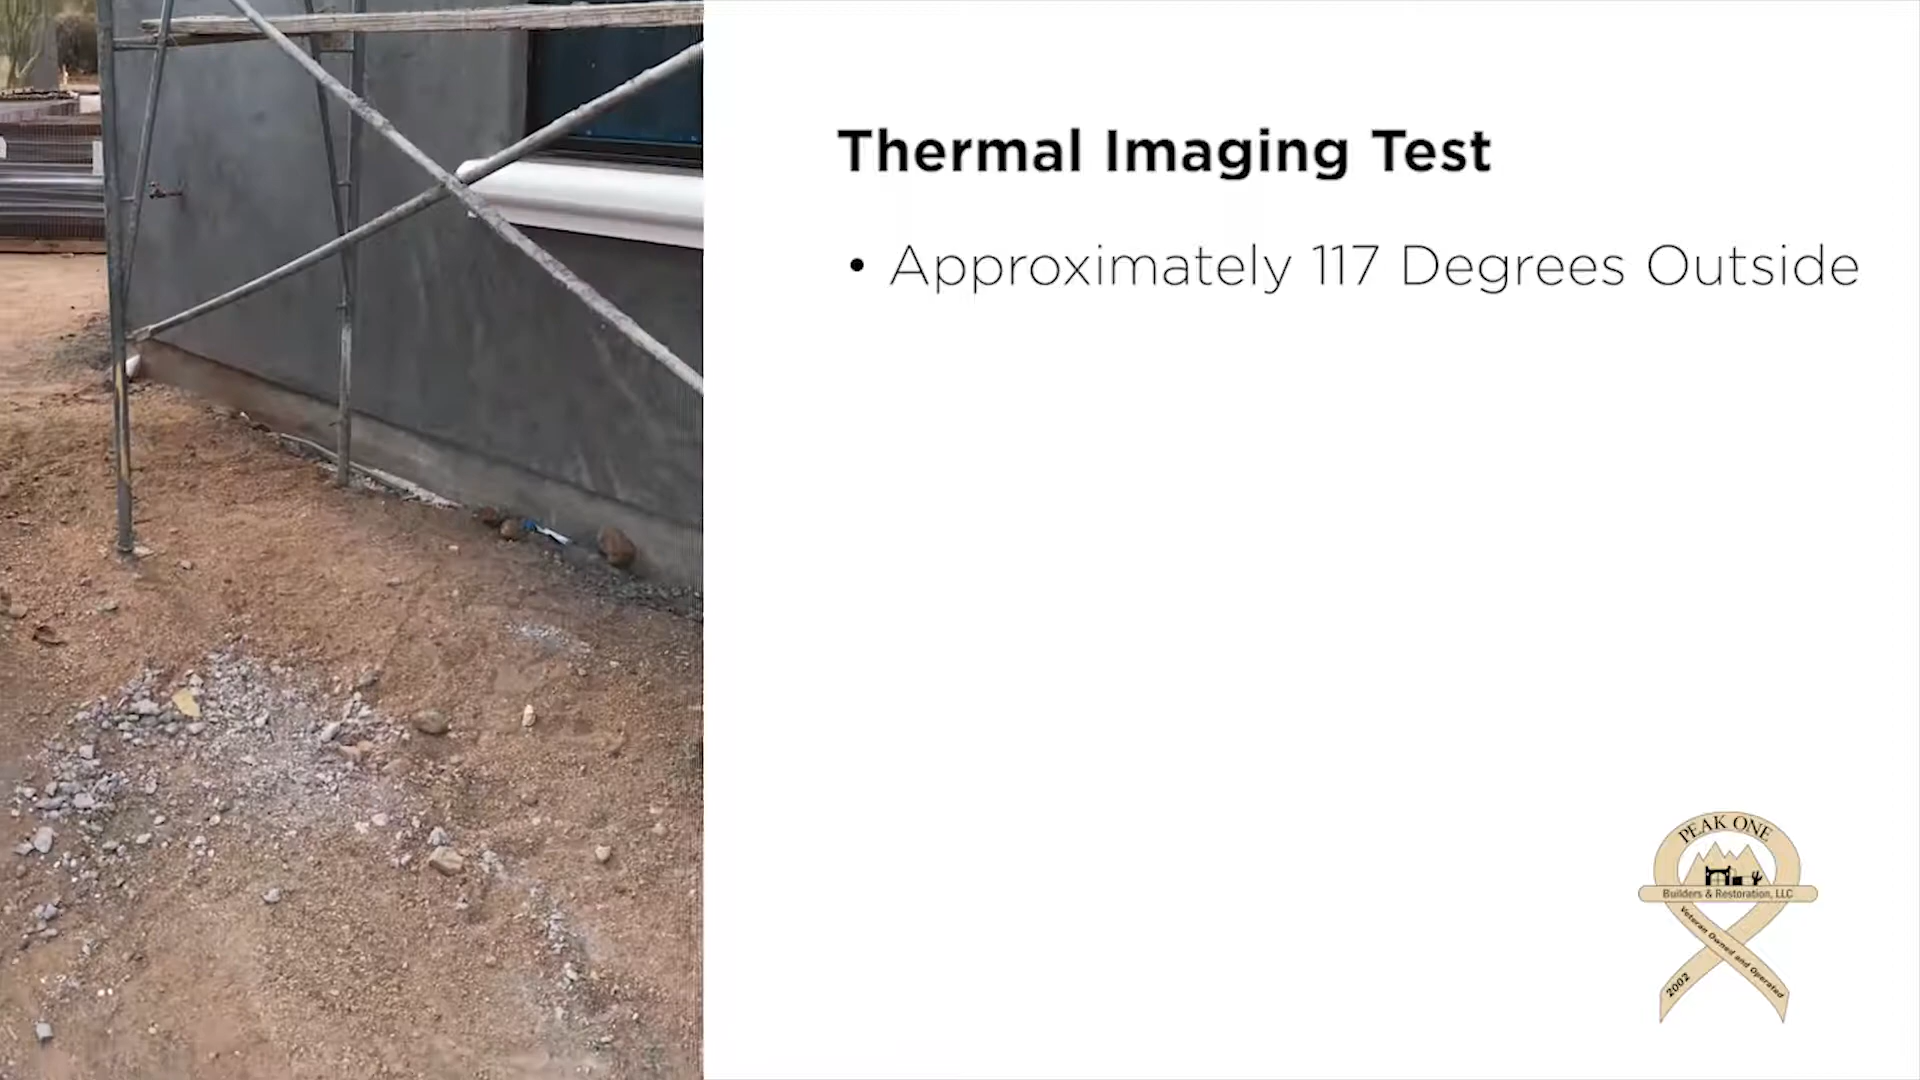 Thermal Imaging Test
• Approximately 117 Degrees Outside
PEAK ONE
Builders & Restoration, LLC
Veteran Owned and Operated
2002